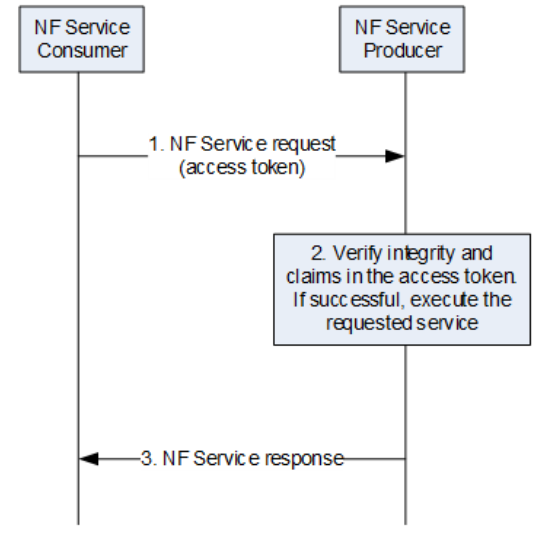 NF Service
Consumer
NF Service
Producer
1. NF Service request
(access token)
2. Verify integrity and
claims in the access token.
If successful, execute the
requested service
3. NF Service response